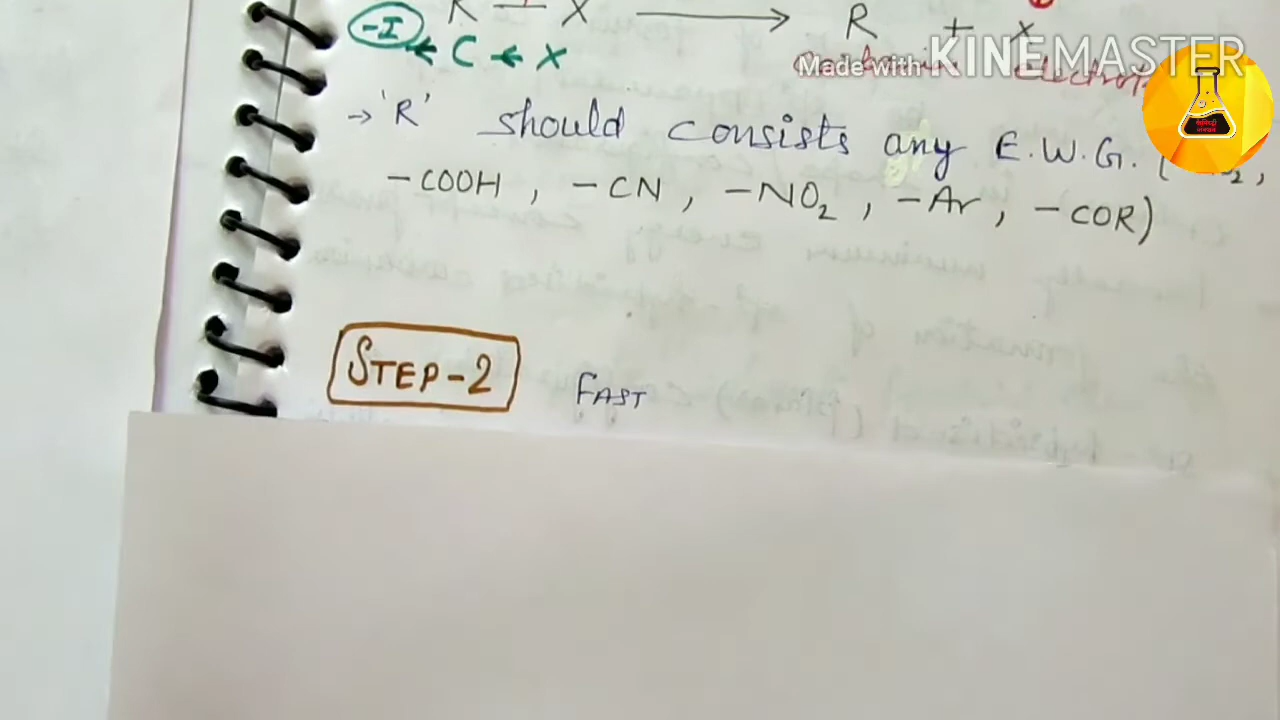 R — X ⟶ R + X
-I ← C ← X
Made with KINEMASTER
→ 'R' should consists any E.W.G. (
-COOH , -CN , -NO₂ , -Ar , -COR)
STEP-2 FAST